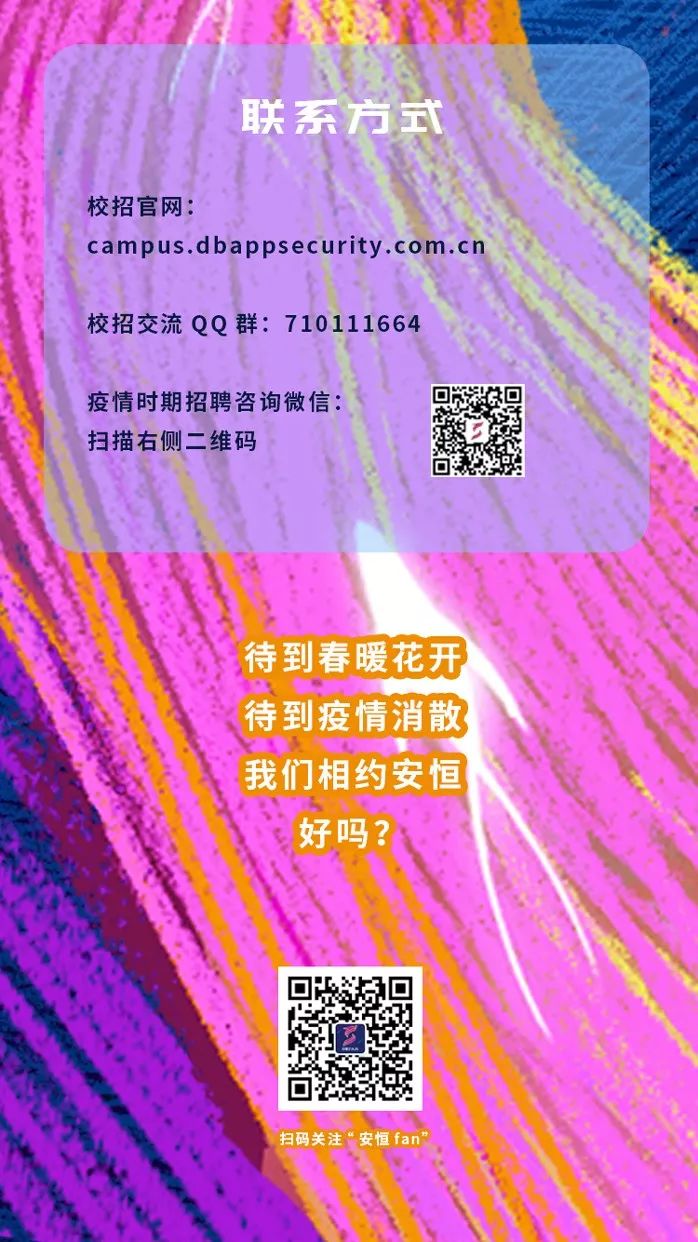 联系方式
校招官网：
campus.dbappsecurity.com.cn
校招交流 QQ 群：710111664
疫情时期招聘咨询微信：
扫描右侧二维码
待到春暖花开
待到疫情消散
我们相约安恒
好吗？
扫码关注“安恒 fan”